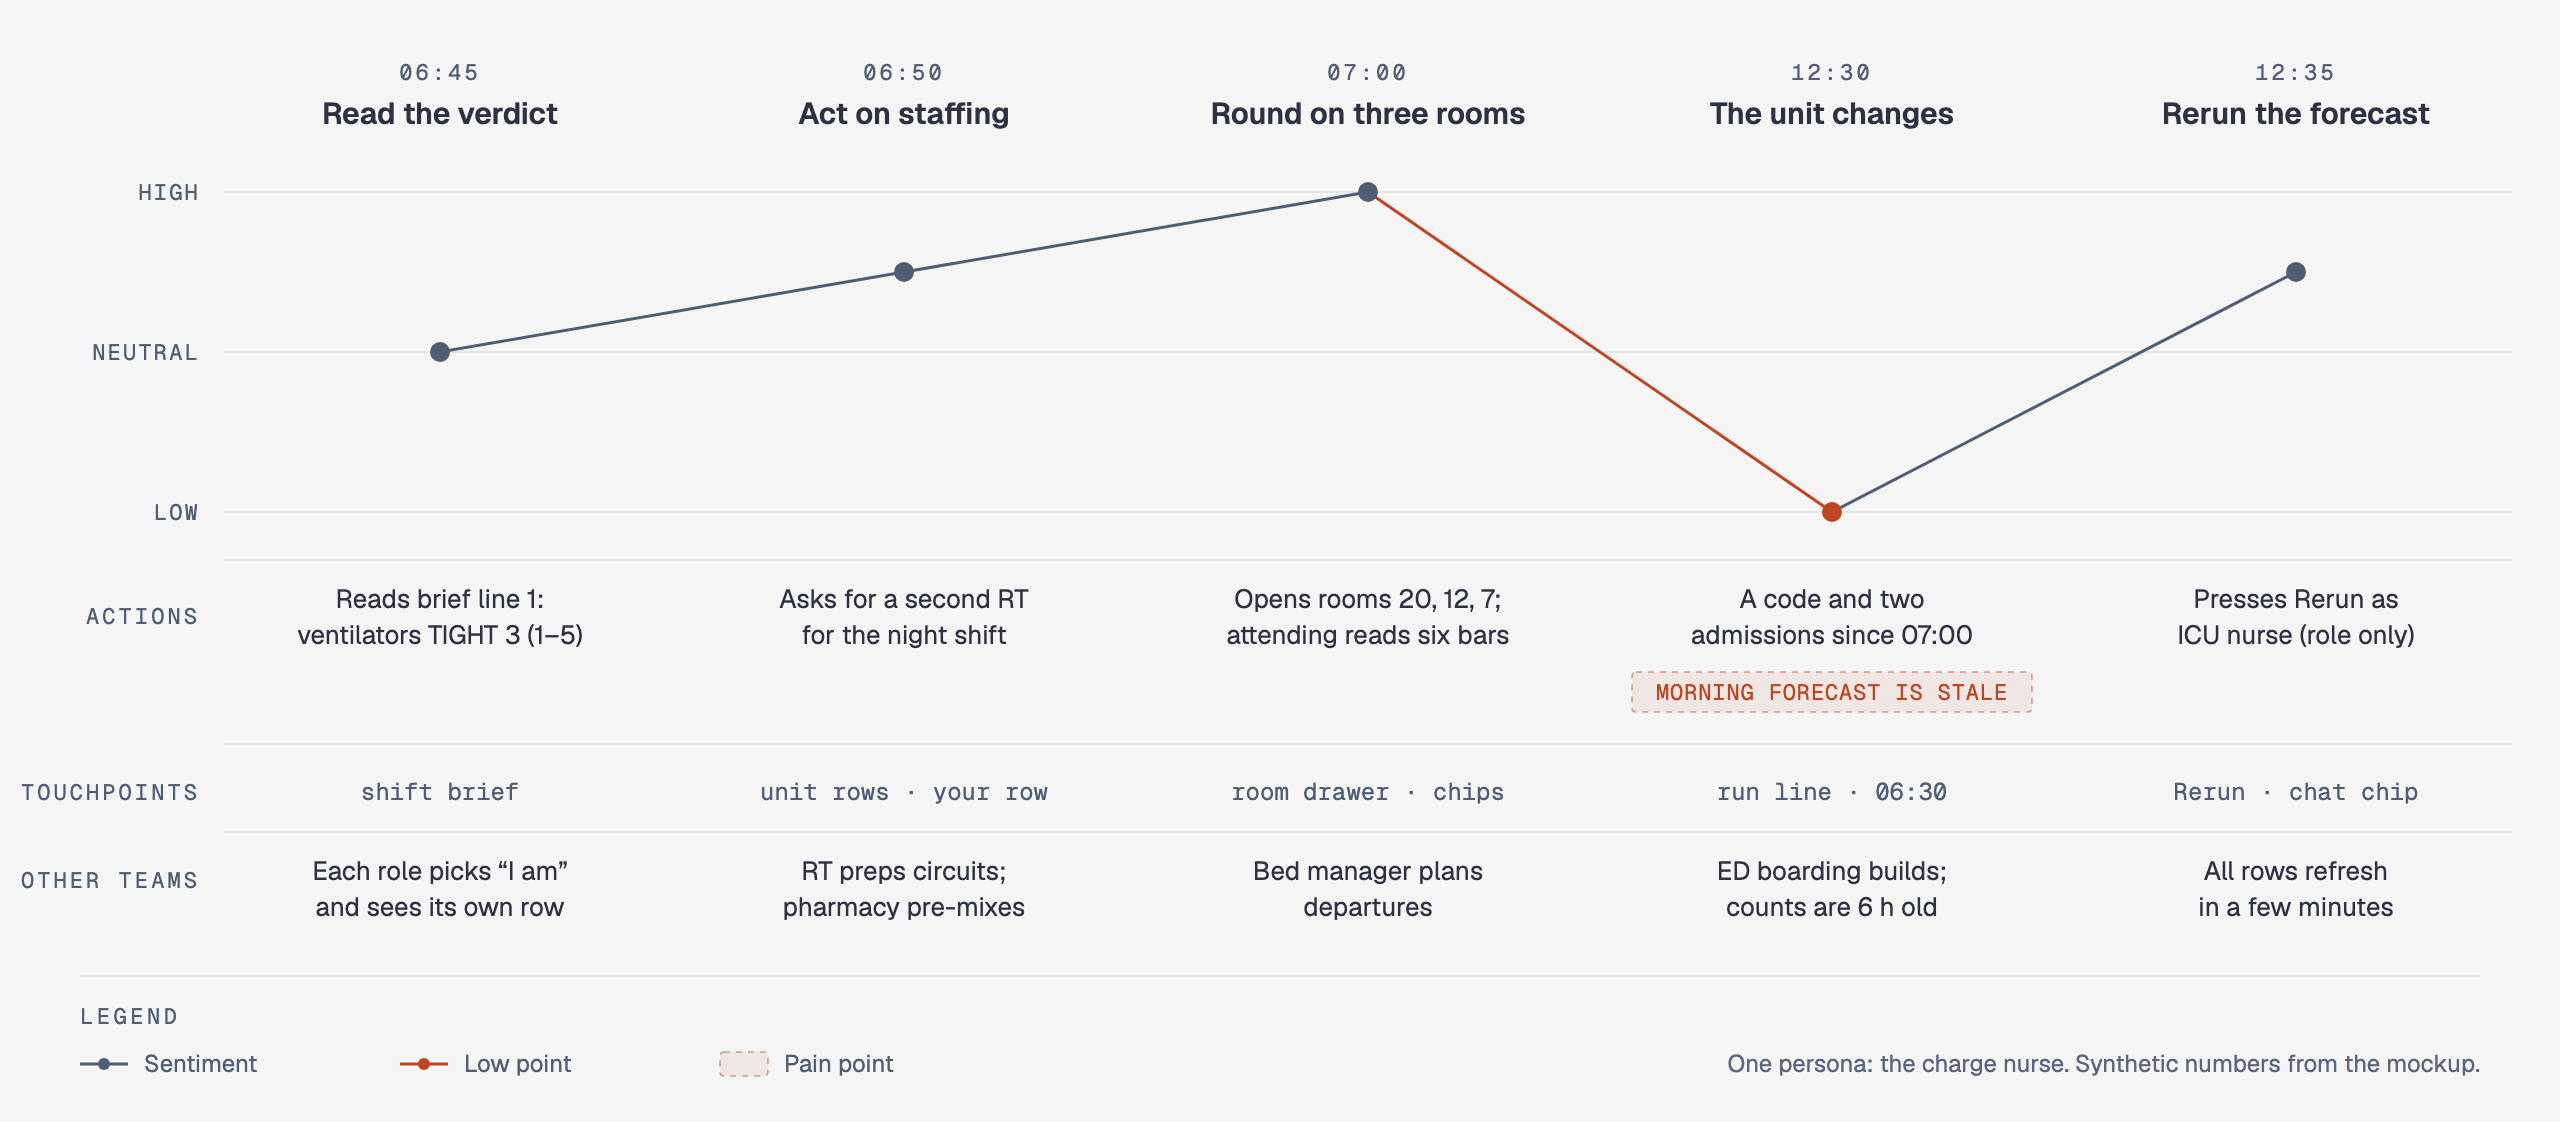 06:45
Read the verdict
06:50
Act on staffing
07:00
Round on three rooms
12:30
The unit changes
12:35
Rerun the forecast
HIGH
NEUTRAL
LOW
ACTIONS
Reads brief line 1:
ventilators TIGHT 3 (1–5)
Asks for a second RT
for the night shift
Opens rooms 20, 12, 7;
attending reads six bars
A code and two
admissions since 07:00
MORNING FORECAST IS STALE
Presses Rerun as
ICU nurse (role only)
TOUCHPOINTS
shift brief
unit rows · your row
room drawer · chips
run line · 06:30
Rerun · chat chip
OTHER TEAMS
Each role picks “I am”
and sees its own row
RT preps circuits;
pharmacy pre-mixes
Bed manager plans
departures
ED boarding builds;
counts are 6 h old
All rows refresh
in a few minutes
LEGEND
Sentiment
Low point
Pain point
One persona: the charge nurse. Synthetic numbers from the mockup.